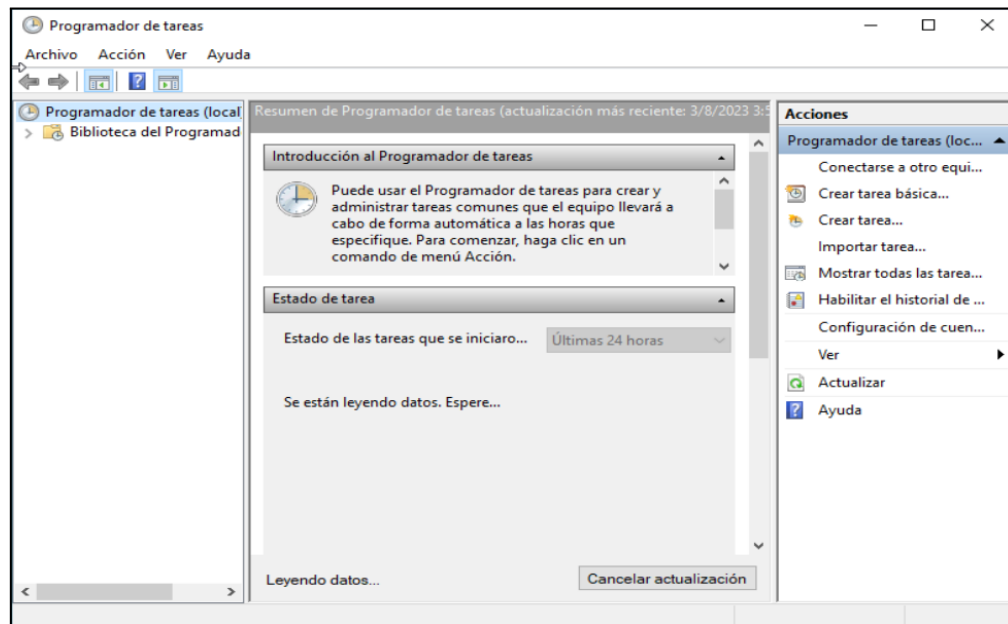 Programador de tareas
Archivo Acción Ver Ayuda
Programador de tareas (local
Biblioteca del Programad
Resumen de Programador de tareas (actualización más reciente: 3/8/2023 3:5
Introducción al Programador de tareas
Puede usar el Programador de tareas para crear y
administrar tareas comunes que el equipo llevará a
cabo de forma automática a las horas que
especifique. Para comenzar, haga clic en un
comando de menú Acción.
Estado de tarea
Estado de las tareas que se iniciaro... Últimas 24 horas
Se están leyendo datos. Espere...
Leyendo datos... Cancelar actualización
Acciones
Programador de tareas (loc...
Conectarse a otro equi...
Crear tarea básica...
Crear tarea...
Importar tarea...
Mostrar todas las tarea...
Habilitar el historial de ...
Configuración de cuen...
Ver
Actualizar
Ayuda